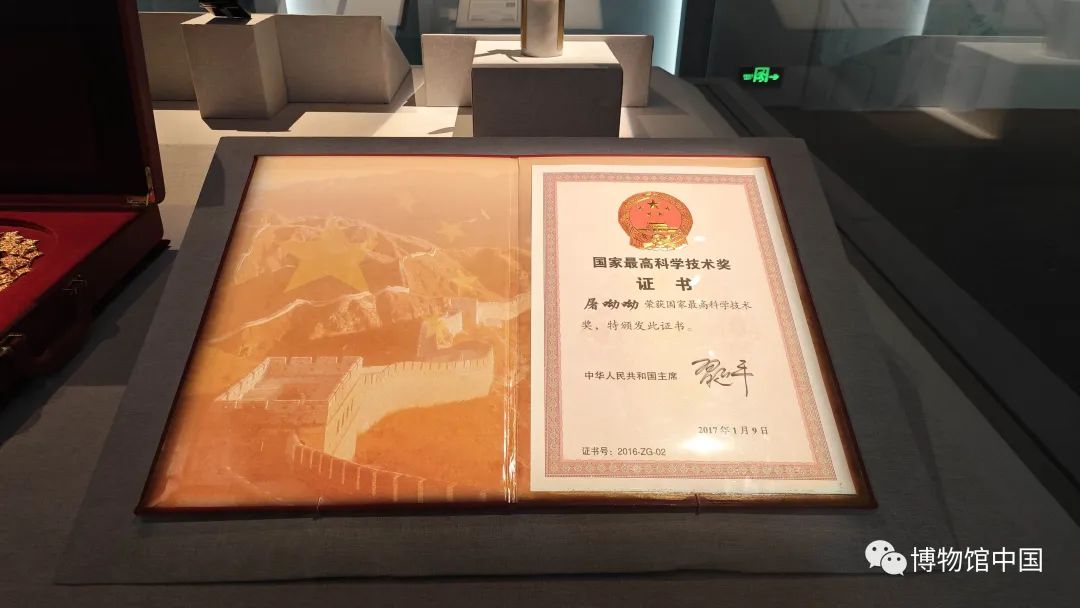 国家最高科学技术奖
证书
屠呦呦 荣获国家最高科学技术
奖，特颁发此证书。
中华人民共和国主席 习近平
2017年1月9日
证书号：2016-ZG-02
博物馆中国